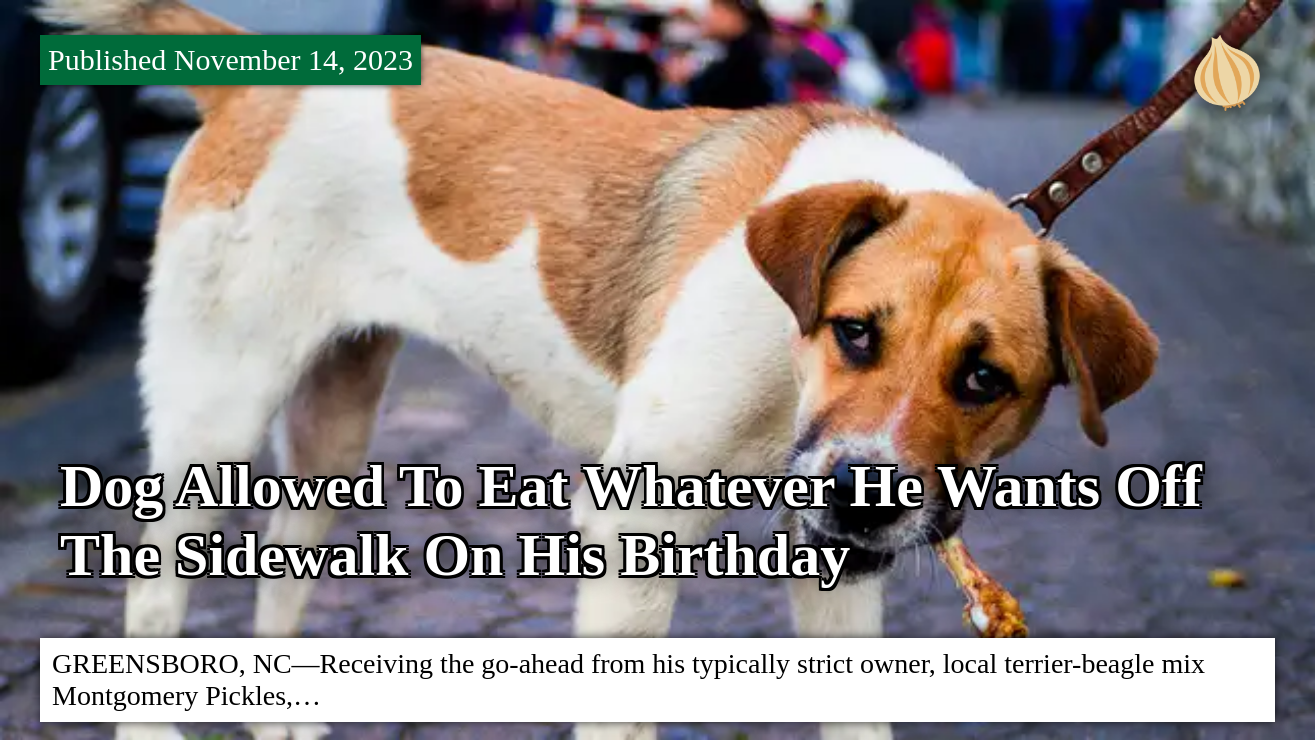 Published November 14, 2023
Dog Allowed To Eat Whatever He Wants Off
The Sidewalk On His Birthday
GREENSBORO, NC—Receiving the go-ahead from his typically strict owner, local terrier-beagle mix
Montgomery Pickles,…